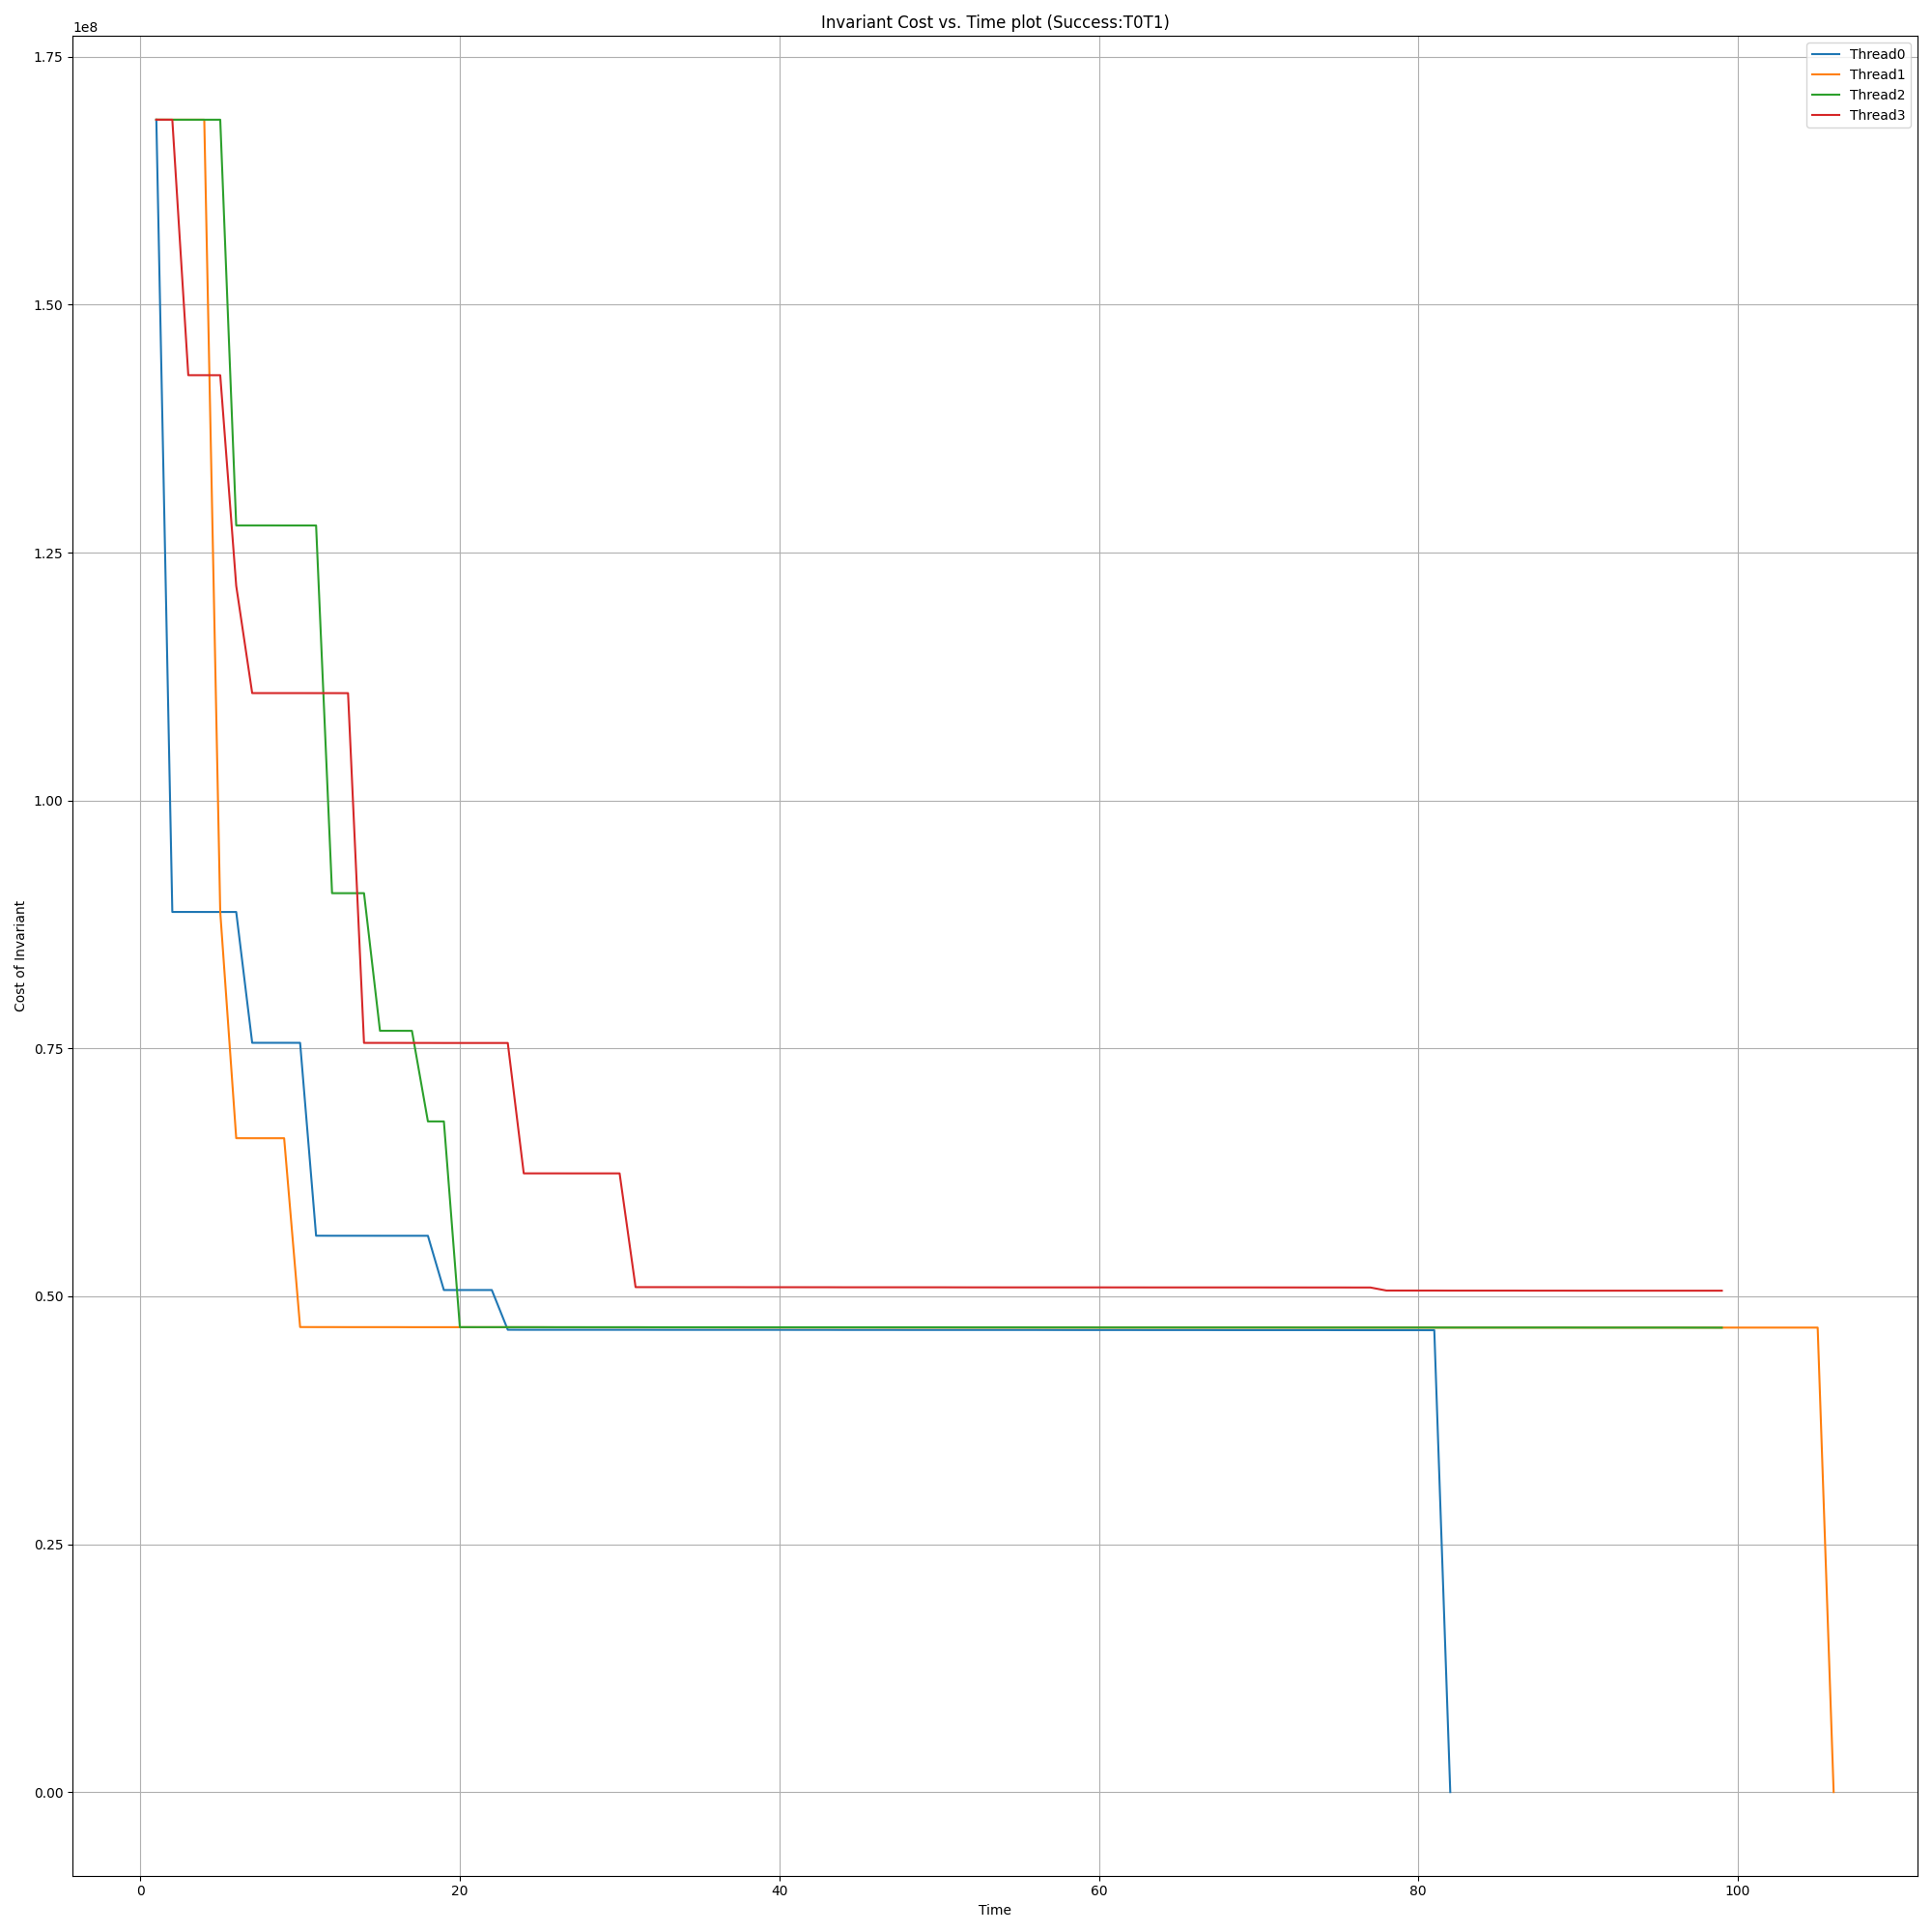 Invariant Cost vs. Time plot (Success:T0T1)
1e8
1.75
1.50
1.25
1.00
0.75
0.50
0.25
0.00
Cost of Invariant
0
20
40
60
80
100
Time
Thread0
Thread1
Thread2
Thread3